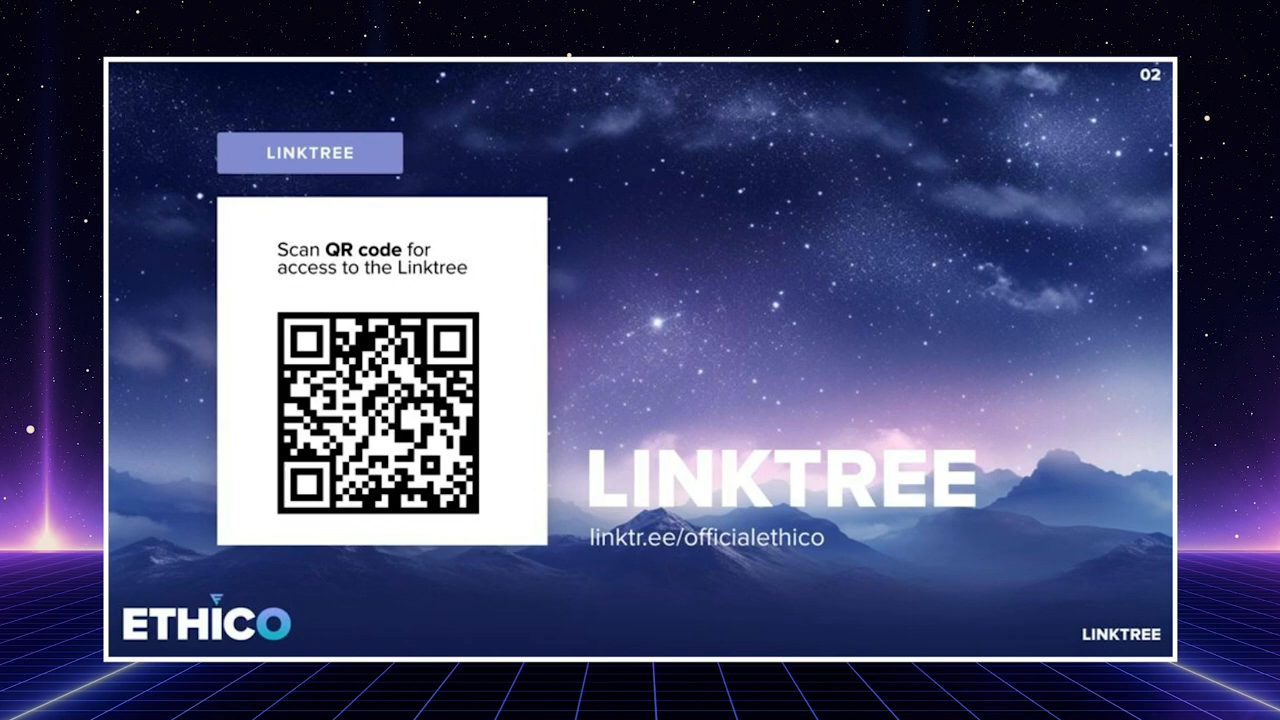 02
LINKTREE
Scan QR code for
access to the Linktree
LINKTREE
linktr.ee/officialethico
ETHICO
LINKTREE